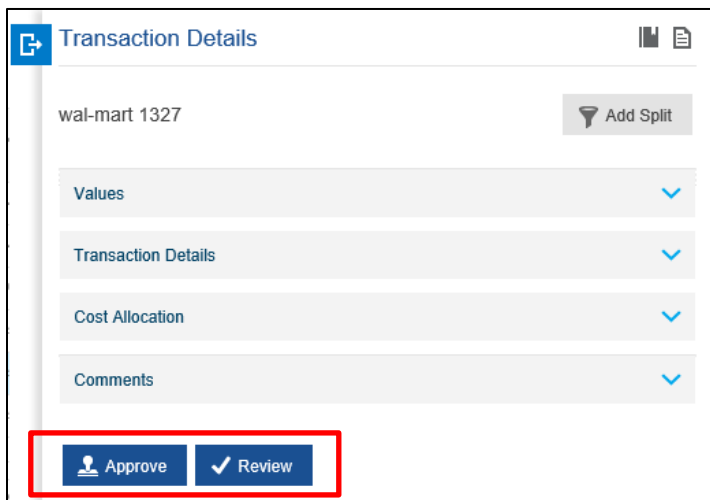 Transaction Details
wal-mart 1327
Add Split
Values
Transaction Details
Cost Allocation
Comments
Approve
Review